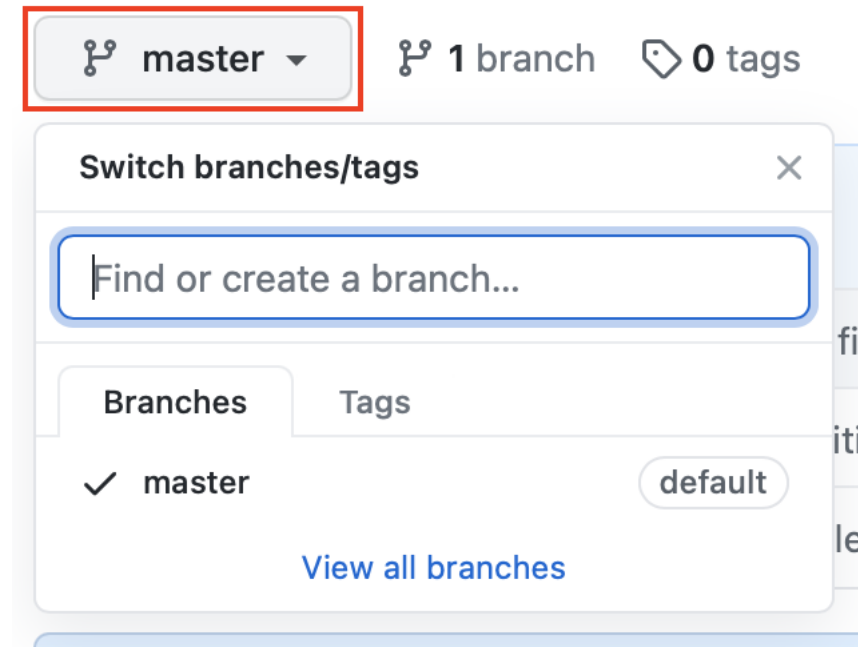 master 1 branch 0 tags
Switch branches/tags
Find or create a branch...
Branches Tags
master default
View all branches